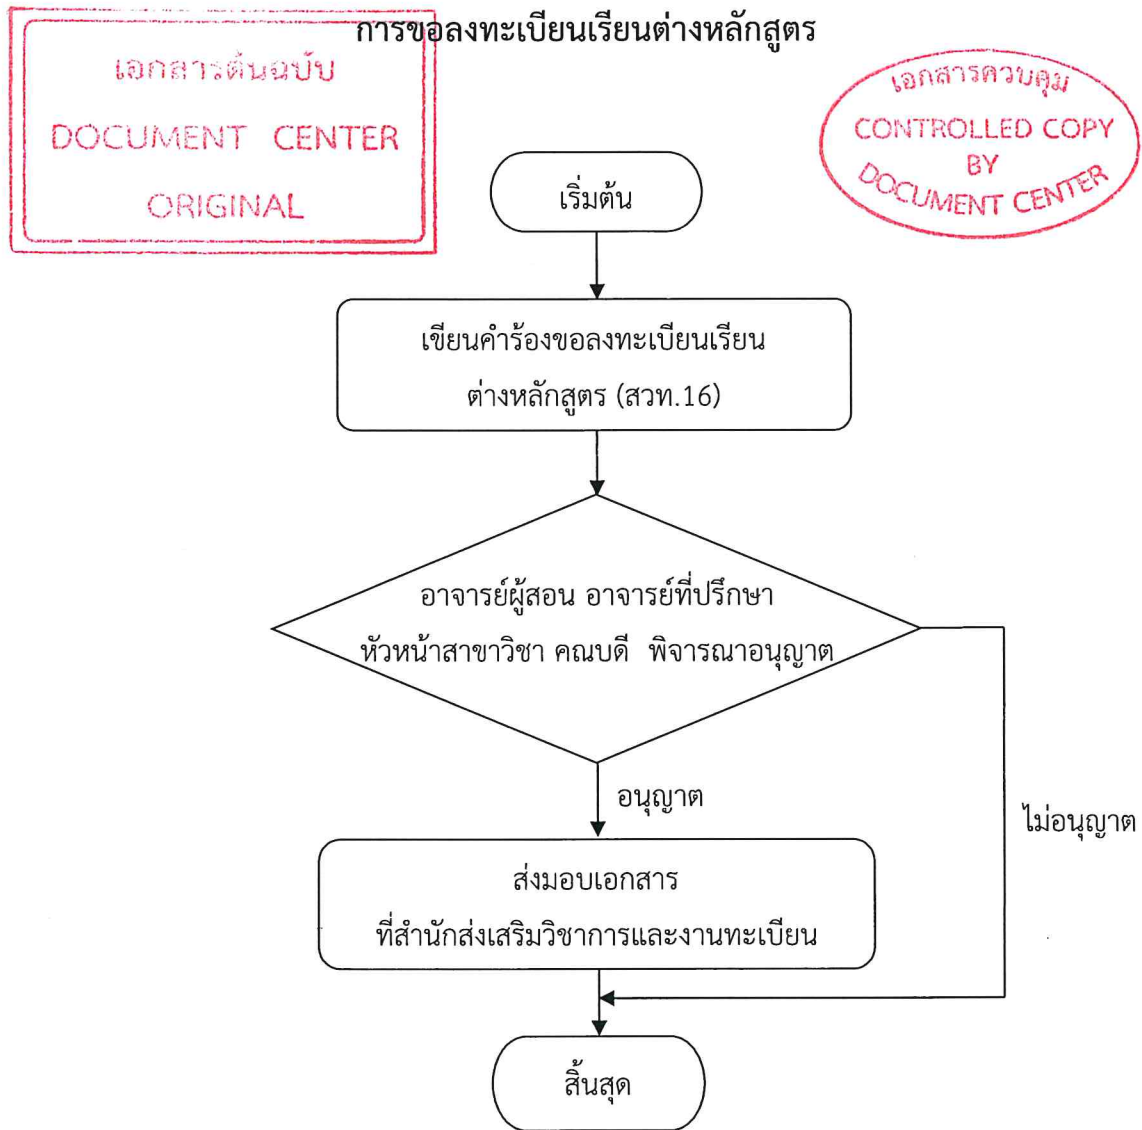 การขอลงทะเบียนเรียนต่างหลักสูตร
เอกสารต้นฉบับ
DOCUMENT CENTER
ORIGINAL
เอกสารควบคุม
CONTROLLED COPY
BY
DOCUMENT CENTER
เริ่มต้น
เขียนคำร้องขอลงทะเบียนเรียน
ต่างหลักสูตร (สวท.16)
อาจารย์ผู้สอน อาจารย์ที่ปรึกษา
หัวหน้าสาขาวิชา คณบดี พิจารณาอนุญาต
อนุญาต
ไม่อนุญาต
ส่งมอบเอกสาร
ที่สำนักส่งเสริมวิชาการและงานทะเบียน
สิ้นสุด